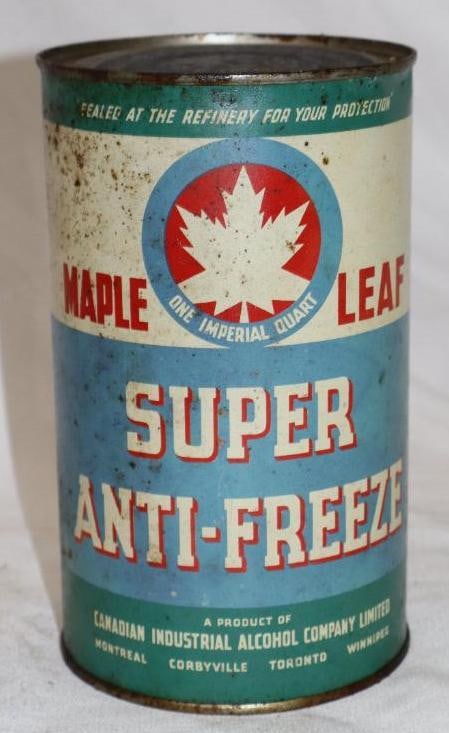 SEALED AT THE REFINERY FOR YOUR PROTECTION
MAPLE LEAF
ONE IMPERIAL QUART
SUPER
ANTI-FREEZE
A PRODUCT OF
CANADIAN INDUSTRIAL ALCOHOL COMPANY LIMITED
MONTREAL CORBYVILLE TORONTO WINNIPEG